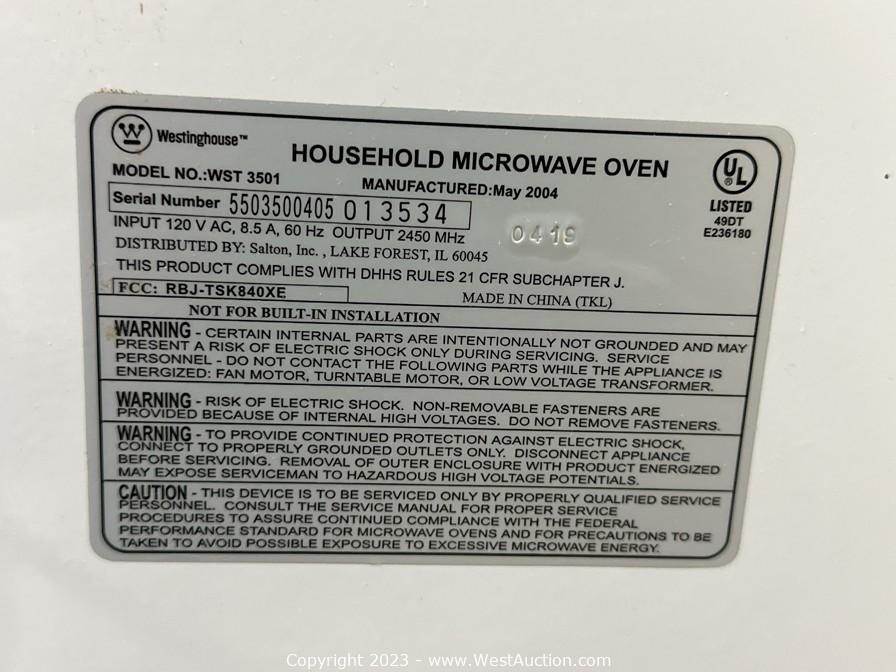 Westinghouse™
HOUSEHOLD MICROWAVE OVEN
UL
LISTED
49DT
E236180
MODEL NO.:WST 3501
MANUFACTURED:May 2004
Serial Number 5503500405 013534
INPUT 120 V AC, 8.5 A, 60 Hz OUTPUT 2450 MHz
0419
DISTRIBUTED BY: Salton, Inc. , LAKE FOREST, IL 60045
THIS PRODUCT COMPLIES WITH DHHS RULES 21 CFR SUBCHAPTER J.
FCC: RBJ-TSK840XE
MADE IN CHINA (TKL)
NOT FOR BUILT-IN INSTALLATION
WARNING - CERTAIN INTERNAL PARTS ARE INTENTIONALLY NOT GROUNDED AND MAY
PRESENT A RISK OF ELECTRIC SHOCK ONLY DURING SERVICING. SERVICE
PERSONNEL - DO NOT CONTACT THE FOLLOWING PARTS WHILE THE APPLIANCE IS
ENERGIZED: FAN MOTOR, TURNTABLE MOTOR, OR LOW VOLTAGE TRANSFORMER.
WARNING - RISK OF ELECTRIC SHOCK. NON-REMOVABLE FASTENERS ARE
PROVIDED BECAUSE OF INTERNAL HIGH VOLTAGES. DO NOT REMOVE FASTENERS.
WARNING - TO PROVIDE CONTINUED PROTECTION AGAINST ELECTRIC SHOCK,
CONNECT TO PROPERLY GROUNDED OUTLETS ONLY. DISCONNECT APPLIANCE
BEFORE SERVICING. REMOVAL OF OUTER ENCLOSURE WITH PRODUCT ENERGIZED
MAY EXPOSE SERVICEMAN TO HAZARDOUS HIGH VOLTAGE POTENTIALS.
CAUTION - THIS DEVICE IS TO BE SERVICED ONLY BY PROPERLY QUALIFIED SERVICE
PERSONNEL. CONSULT THE SERVICE MANUAL FOR PROPER SERVICE
PROCEDURES TO ASSURE CONTINUED COMPLIANCE WITH THE FEDERAL
PERFORMANCE STANDARD FOR MICROWAVE OVENS AND FOR PRECAUTIONS TO BE
TAKEN TO AVOID POSSIBLE EXPOSURE TO EXCESSIVE MICROWAVE ENERGY.
Copyright 2023 - www.WestAuction.com